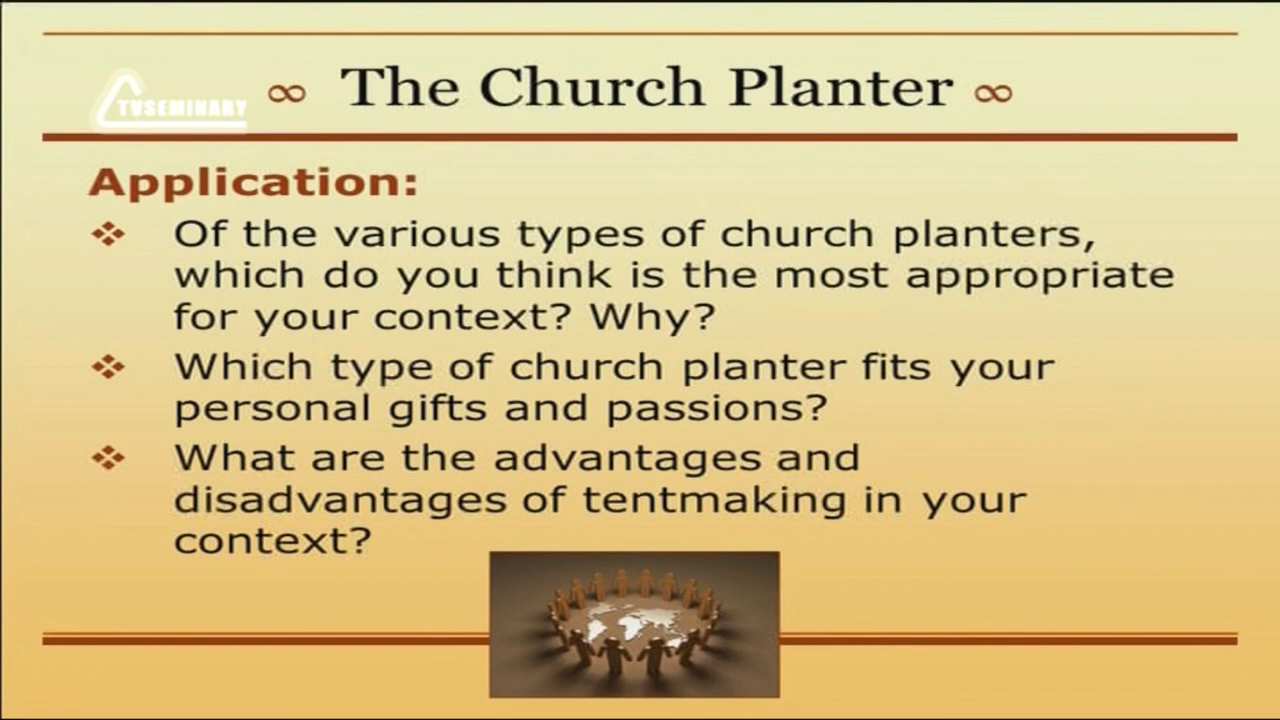 ∞ The Church Planter ∞
TVSEMINARY
Application:
❖ Of the various types of church planters,
which do you think is the most appropriate
for your context? Why?
❖ Which type of church planter fits your
personal gifts and passions?
❖ What are the advantages and
disadvantages of tentmaking in your
context?